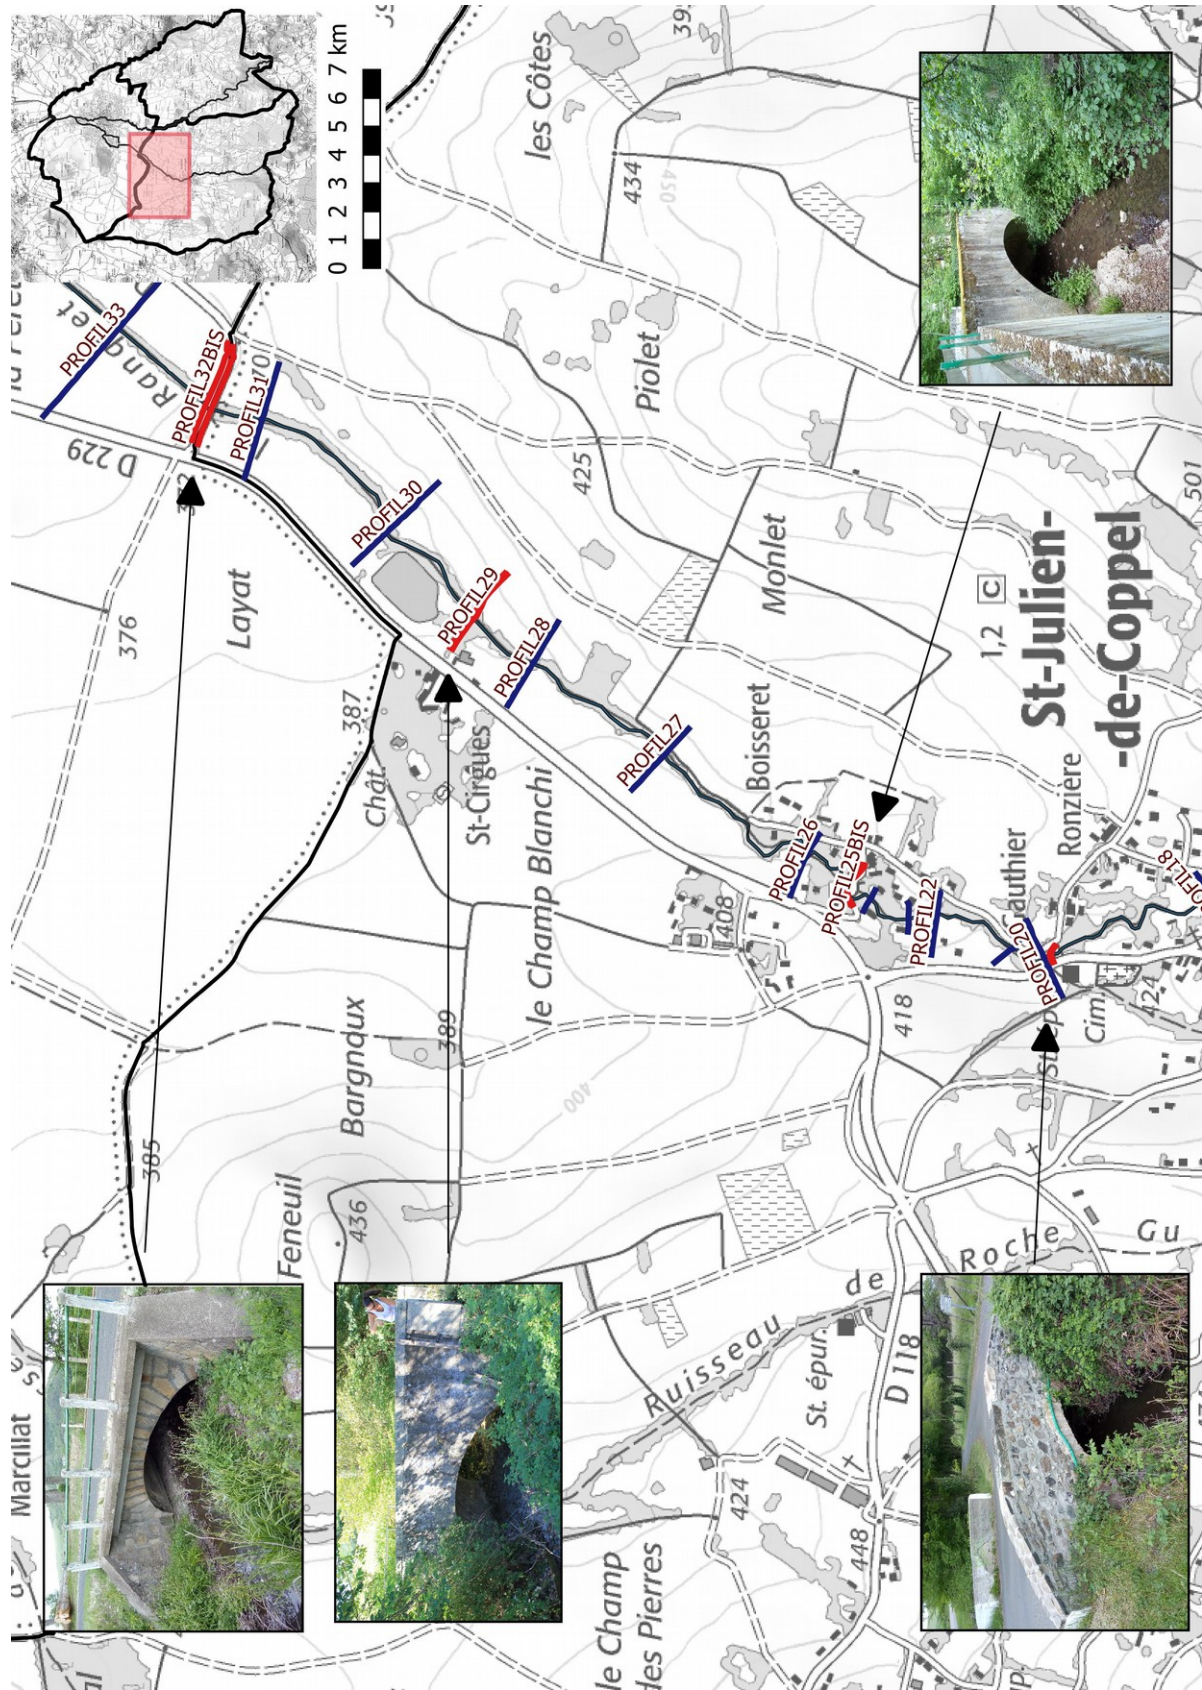 0 1 2 3 4 5 6 7 km
les Côtes
434
450
PROFIL33
PROFIL32BIS
PROFIL31
D 229
PROFIL30
Piolet
425
376
Layat
PROFIL29
PROFIL28
387
Chât.
St-Cirgues
PROFIL27
Monlet
Boisseret
le Champ Blanchi
1,2 C
St-Julien-
-de-Coppel
501
PROFIL26
PROFIL25BIS
PROFIL22
408
Gauthier
Ronzière
PROFIL18
PROFIL20
418
Cim.
424
Bargnaux
389
400
385
Feneuil
436
Marcillat
Ruisseau de Roche
Gu
St. épur.
D 118
424
448
le Champ
des Pierres